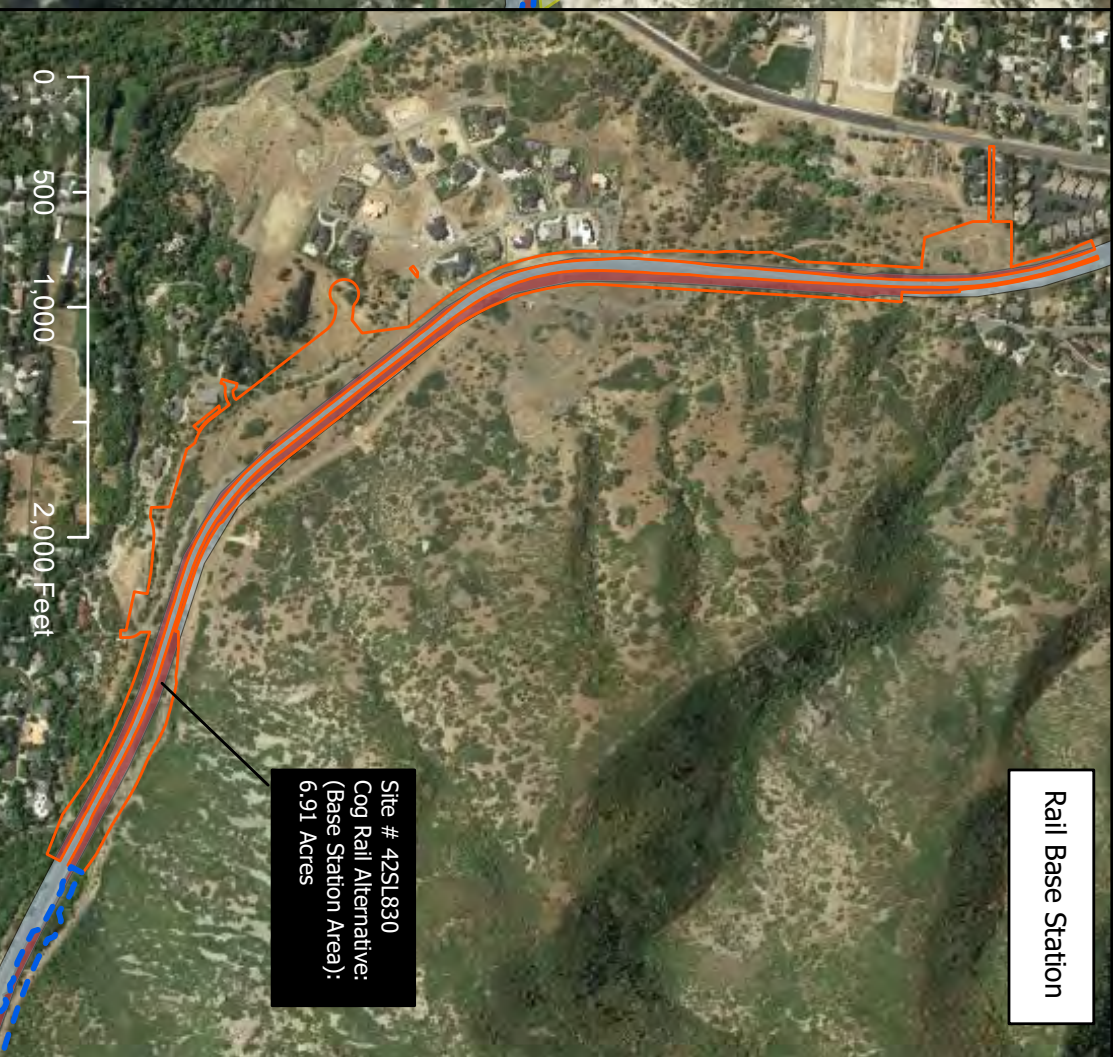 Rail Base Station
Site # 42SL830
Cog Rail Alternative:
(Base Station Area):
6.91 Acres
0 500 1,000 2,000 Feet